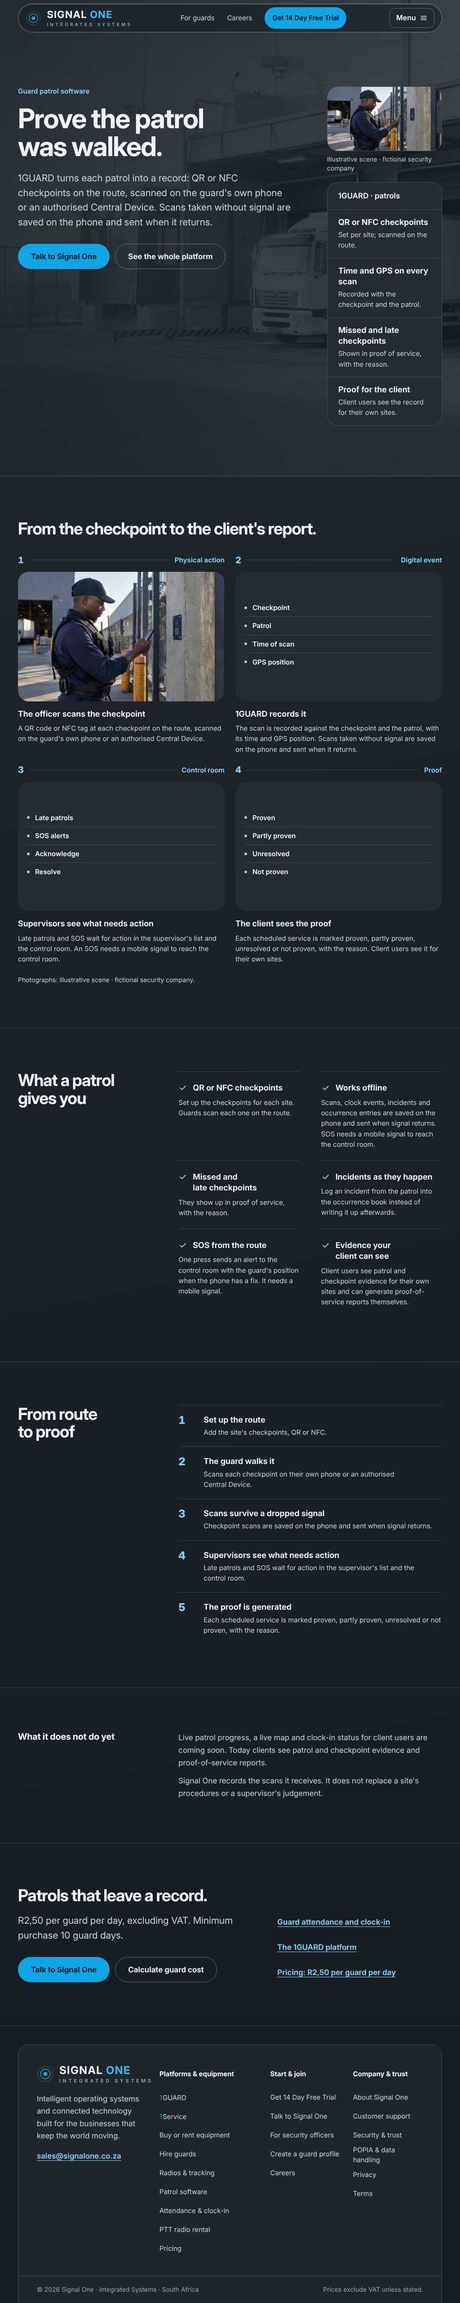 SIGNAL ONE
INTEGRATED SYSTEMS
For guards
Careers
Get 14 Day Free Trial
Menu
Guard patrol software
Prove the patrol
was walked.
1GUARD turns each patrol into a record: QR or NFC
checkpoints on the route, scanned on the guard's own phone
or an authorised Central Device. Scans taken without signal are
saved on the phone and sent when it returns.
Talk to Signal One
See the whole platform
Illustrative scene · fictional security
company
1GUARD · patrols
QR or NFC checkpoints
Set per site; scanned on the
route.
Time and GPS on every
scan
Recorded with the
checkpoint and the patrol.
Missed and late
checkpoints
Shown in proof of service,
with the reason.
Proof for the client
Client users see the record
for their own sites.
From the checkpoint to the client's report.
1
Physical action
The officer scans the checkpoint
A QR code or NFC tag at each checkpoint on the route, scanned
on the guard's own phone or an authorised Central Device.
2
Digital event
Checkpoint
Patrol
Time of scan
GPS position
1GUARD records it
The scan is recorded against the checkpoint and the patrol, with
its time and GPS position. Scans taken without signal are saved
on the phone and sent when it returns.
3
Control room
Late patrols
SOS alerts
Acknowledge
Resolve
Supervisors see what needs action
Late patrols and SOS wait for action in the supervisor's list and
the control room. An SOS needs a mobile signal to reach the
control room.
4
Proof
Proven
Partly proven
Unresolved
Not proven
The client sees the proof
Each scheduled service is marked proven, partly proven,
unresolved or not proven, with the reason. Client users see it for
their own sites.
Photographs: Illustrative scene · fictional security company.
What a patrol
gives you
QR or NFC checkpoints
Set up the checkpoints for each site.
Guards scan each one on the route.
Works offline
Scans, clock events, incidents and
occurrence entries are saved on the
phone and sent when signal returns.
SOS needs a mobile signal to reach
the control room.
Missed and
late checkpoints
They show up in proof of service,
with the reason.
Incidents as they happen
Log an incident from the patrol into
the occurrence book instead of
writing it up afterwards.
SOS from the route
One press sends an alert to the
control room with the guard's position
when the phone has a fix. It needs a
mobile signal.
Evidence your
client can see
Client users see patrol and
checkpoint evidence for their own
sites and can generate proof-of-
service reports themselves.
From route
to proof
1
Set up the route
Add the site's checkpoints, QR or NFC.
2
The guard walks it
Scans each checkpoint on their own phone or an authorised
Central Device.
3
Scans survive a dropped signal
Checkpoint scans are saved on the phone and sent when signal returns.
4
Supervisors see what needs action
Late patrols and SOS wait for action in the supervisor's list and the
control room.
5
The proof is generated
Each scheduled service is marked proven, partly proven, unresolved or not
proven, with the reason.
What it does not do yet
Live patrol progress, a live map and clock-in status for client users are
coming soon. Today clients see patrol and checkpoint evidence and
proof-of-service reports.
Signal One records the scans it receives. It does not replace a site's
procedures or a supervisor's judgement.
Patrols that leave a record.
R2,50 per guard per day, excluding VAT. Minimum
purchase 10 guard days.
Talk to Signal One
Calculate guard cost
Guard attendance and clock-in
The 1GUARD platform
Pricing: R2,50 per guard per day
SIGNAL ONE
INTEGRATED SYSTEMS
Intelligent operating systems
and connected technology
built for the businesses that
keep the world moving.
sales@signalone.co.za
Platforms & equipment
1GUARD
1Service
Buy or rent equipment
Hire guards
Radios & tracking
Patrol software
Attendance & clock-in
PTT radio rental
Pricing
Start & join
Get 14 Day Free Trial
Talk to Signal One
For security officers
Create a guard profile
Careers
Company & trust
About Signal One
Customer support
Security & trust
POPIA & data
handling
Privacy
Terms
© 2026 Signal One · Integrated Systems · South Africa
Prices exclude VAT unless stated.